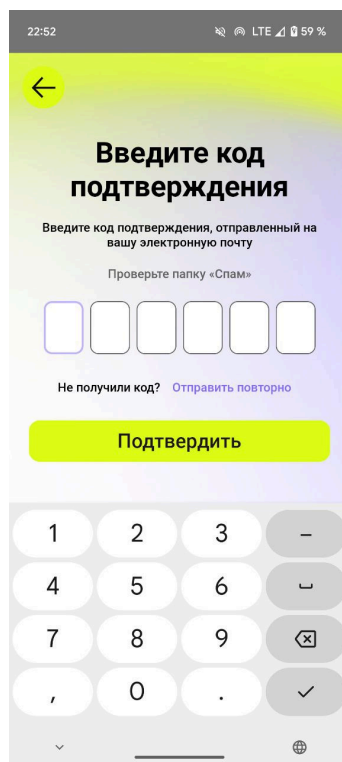 22:52 LTE 59 %
Введите код
подтверждения
Введите код подтверждения, отправленный на
вашу электронную почту
Проверьте папку «Спам»
Не получили код? Отправить повторно
Подтвердить
1 2 3 –
4 5 6
7 8 9
, 0 .